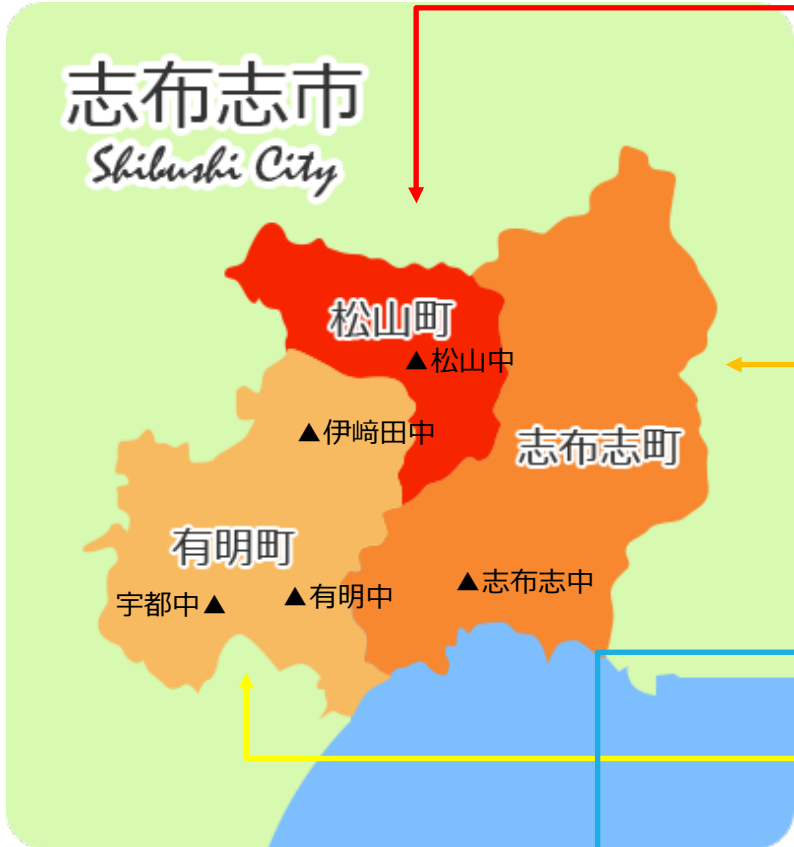 志布志市
Shibushi City
松山町
▲松山中
▲伊﨑田中
志布志町
有明町
宇都中▲
▲有明中
▲志布志中